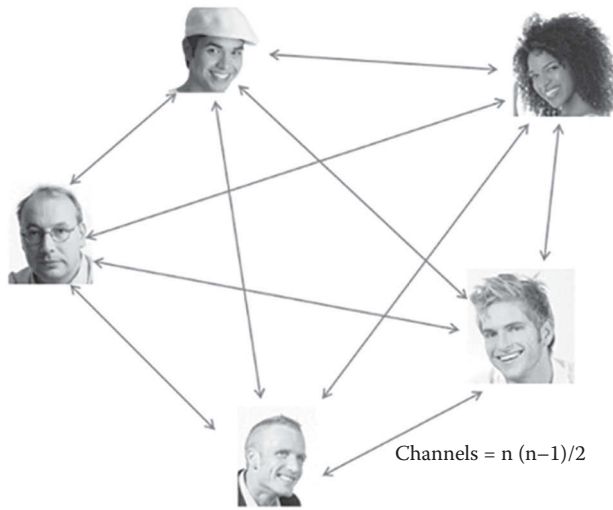 Channels = n (n–1)/2